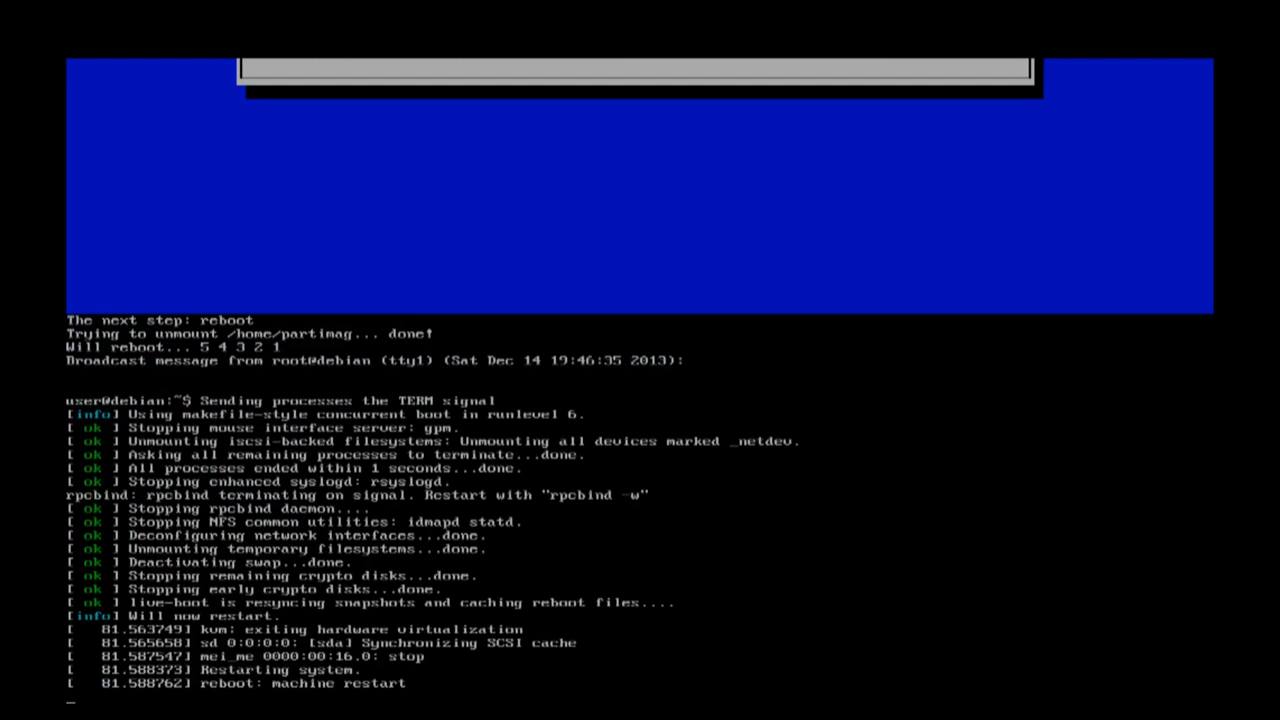 The next step: reboot
Trying to unmount /home/partimag... done!
Will reboot... 5 4 3 2 1
Broadcast message from root@debian (tty1) (Sat Dec 14 19:46:35 2013):
user@debian:~$ Sending processes the TERM signal
[info] Using makefile-style concurrent boot in runlevel 6.
[ ok ] Stopping mouse interface server: gpm.
[ ok ] Unmounting iscsi-backed filesystems: Unmounting all devices marked _netdev.
[ ok ] Asking all remaining processes to terminate...done.
[ ok ] All processes ended within 1 seconds...done.
[ ok ] Stopping enhanced syslogd: rsyslogd.
rpcbind: rpcbind terminating on signal. Restart with "rpcbind -w"
[ ok ] Stopping rpcbind daemon....
[ ok ] Stopping NFS common utilities: idmapd statd.
[ ok ] Deconfiguring network interfaces...done.
[ ok ] Unmounting temporary filesystems...done.
[ ok ] Deactivating swap...done.
[ ok ] Stopping remaining crypto disks...done.
[ ok ] Stopping early crypto disks...done.
[ ok ] live-boot is resyncing snapshots and caching reboot files....
[info] Will now restart.
[   81.563749] kvm: exiting hardware virtualization
[   81.565658] sd 0:0:0:0: [sda] Synchronizing SCSI cache
[   81.587547] mei_me 0000:00:16.0: stop
[   81.588373] Restarting system.
[   81.588762] reboot: machine restart
_